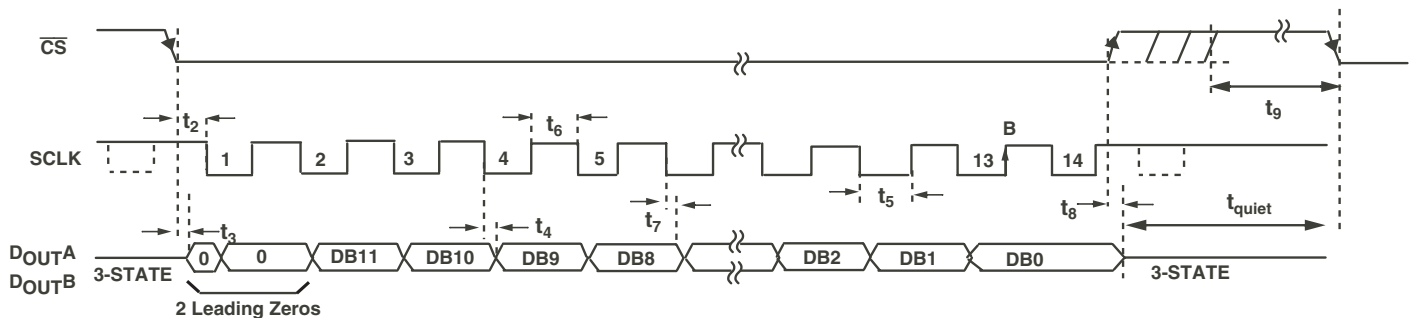 CS
t2
t6
t9
B
SCLK
1
2
3
4
5
13
14
t5
t8
tquiet
t3
t4
t7
DOUTA
DOUTB
3-STATE
0
0
DB11
DB10
DB9
DB8
DB2
DB1
DB0
3-STATE
2 Leading Zeros